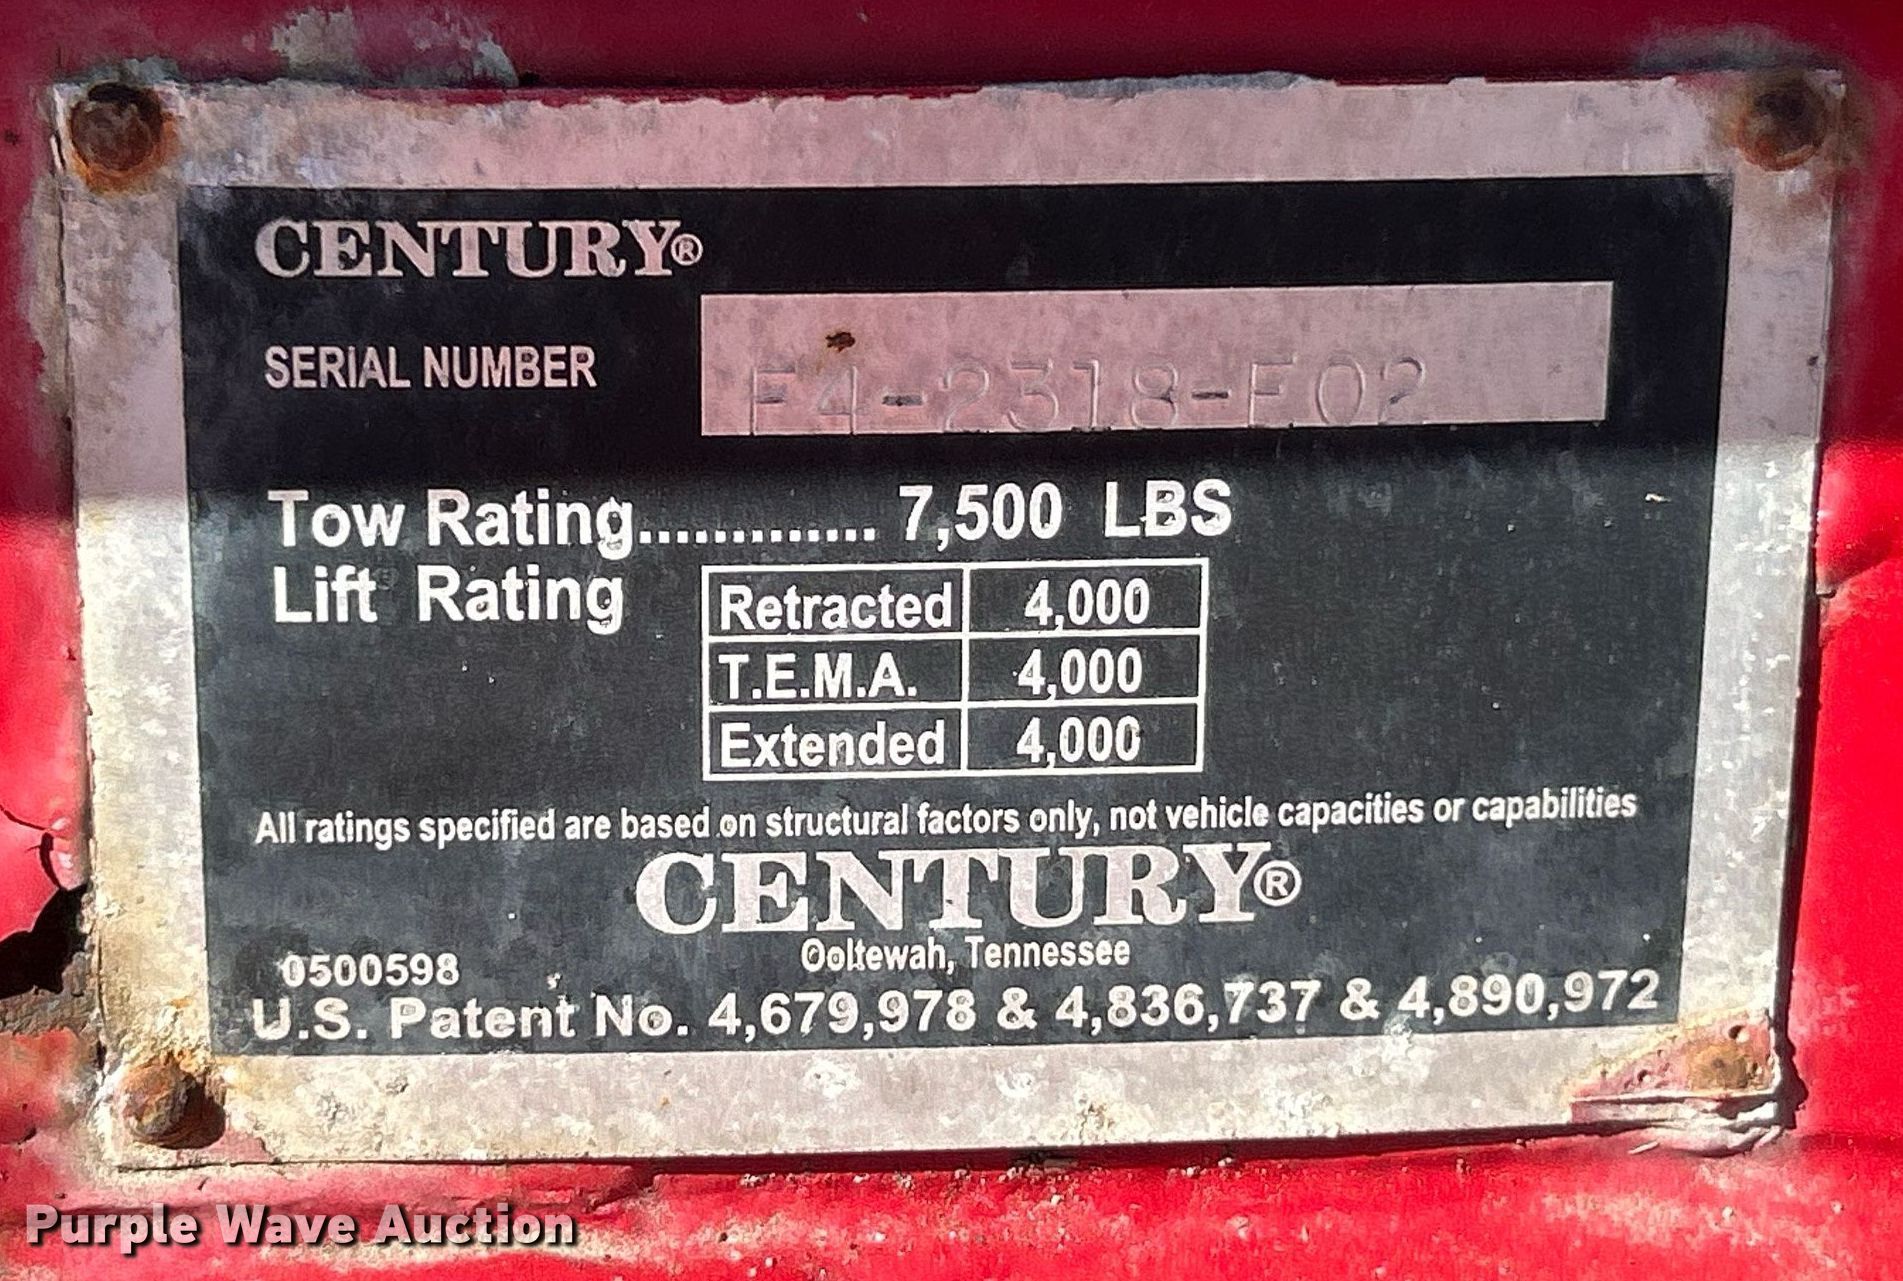 CENTURY®
SERIAL NUMBER F4-2318-F02
Tow Rating............. 7,500 LBS
Lift Rating
Retracted 4,000
T.E.M.A. 4,000
Extended 4,000
All ratings specified are based on structural factors only, not vehicle capacities or capabilities
CENTURY®
Ooltewah, Tennessee
0500598
U.S. Patent No. 4,679,978 & 4,836,737 & 4,890,972
Purple Wave Auction